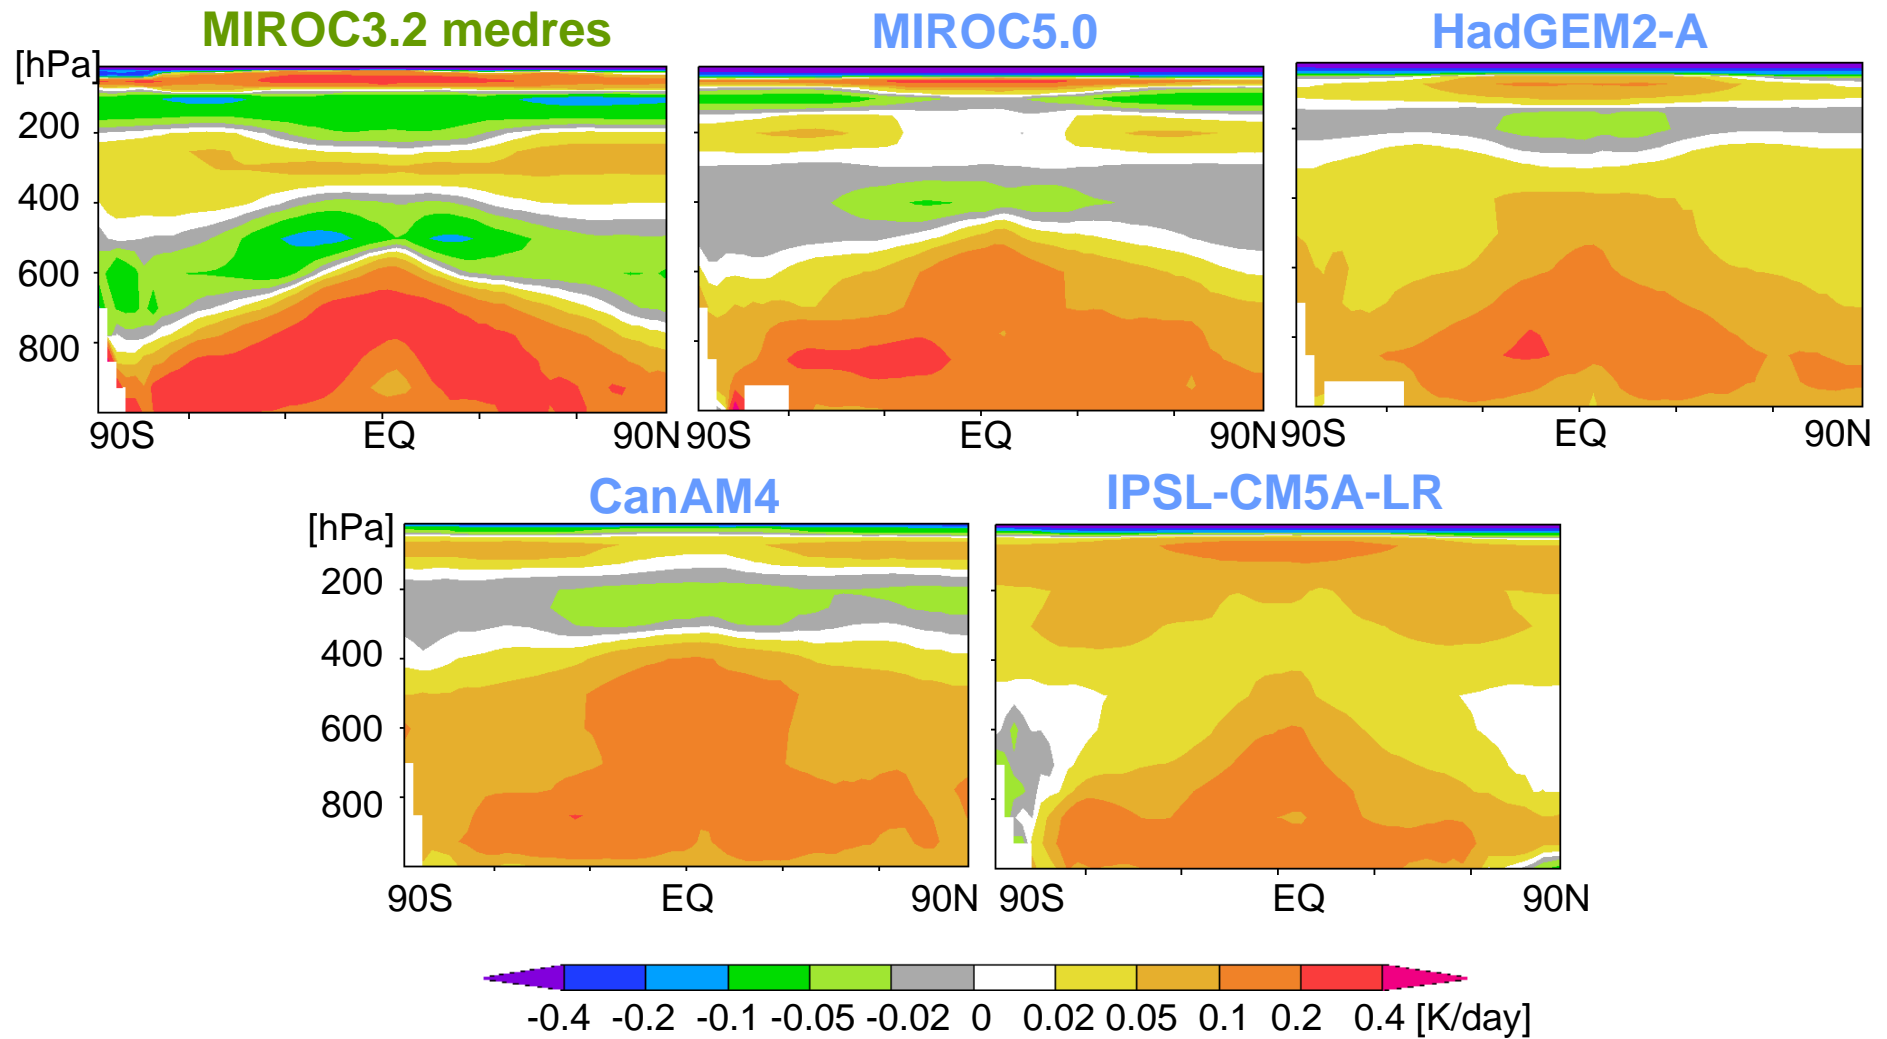 MIROC3.2 medres MIROC5.0 HadGEM2-A
[hPa]
200
400
600
800
90S EQ 90N 90S EQ 90N 90S EQ 90N
CanAM4 IPSL-CM5A-LR
[hPa]
200
400
600
800
90S EQ 90N 90S EQ 90N
-0.4 -0.2 -0.1 -0.05 -0.02 0 0.02 0.05 0.1 0.2 0.4 [K/day]